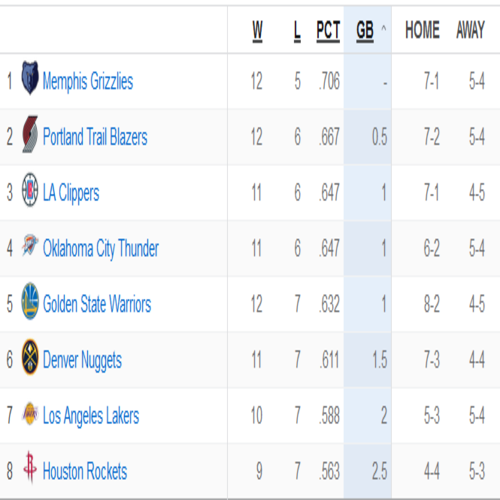 W L PCT GB ^ HOME AWAY
1 Memphis Grizzlies 12 5 .706 - 7-1 5-4
2 Portland Trail Blazers 12 6 .667 0.5 7-2 5-4
3 LA Clippers 11 6 .647 1 7-1 4-5
4 Oklahoma City Thunder 11 6 .647 1 6-2 5-4
5 Golden State Warriors 12 7 .632 1 8-2 4-5
6 Denver Nuggets 11 7 .611 1.5 7-3 4-4
7 Los Angeles Lakers 10 7 .588 2 5-3 5-4
8 Houston Rockets 9 7 .563 2.5 4-4 5-3